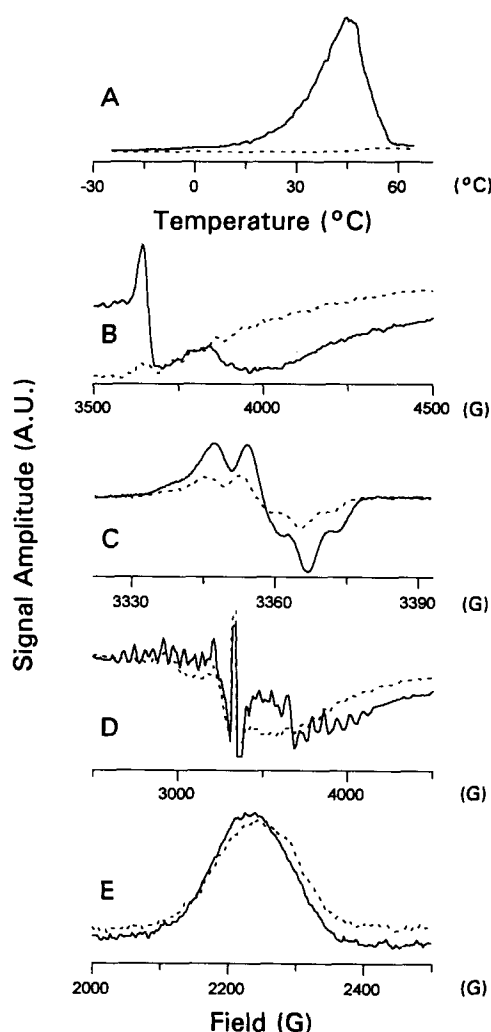 A
-30 0 30 60 (°C)
Temperature (°C)
B
3500 4000 4500 (G)
C
3330 3360 3390 (G)
D
3000 4000 (G)
E
2000 2200 2400 (G)
Field (G)
Signal Amplitude (A.U.)